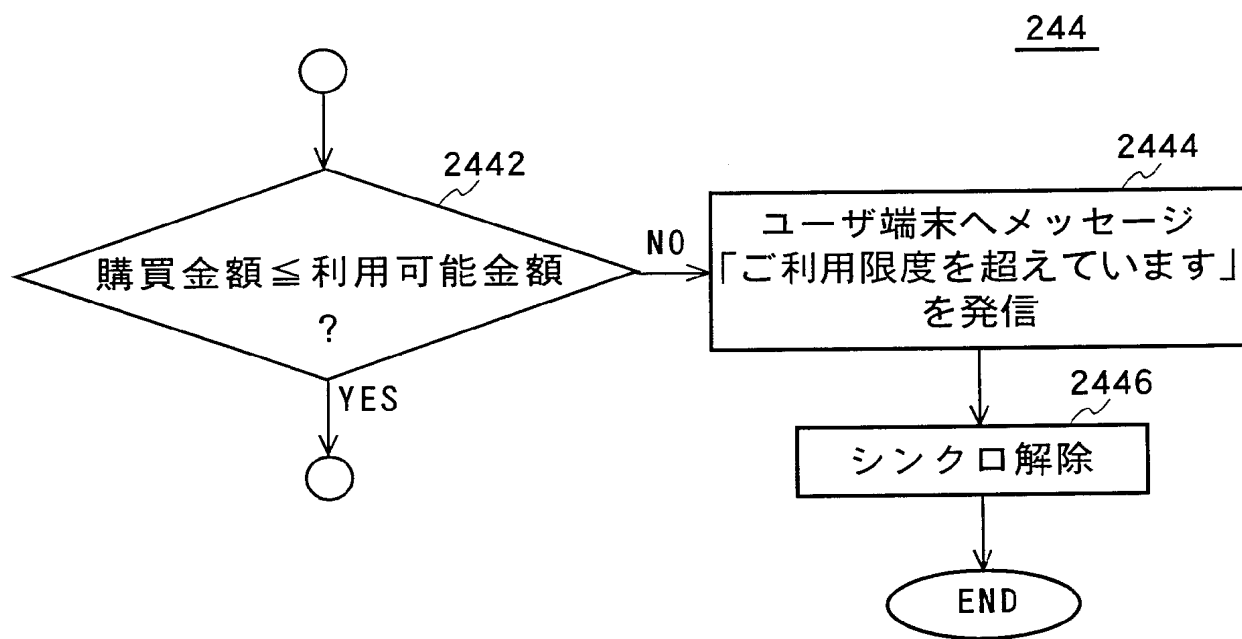 244
2442
購買金額≦利用可能金額
?
NO
YES
2444
ユーザ端末へメッセージ
「ご利用限度を超えています」
を発信
2446
シンクロ解除
END